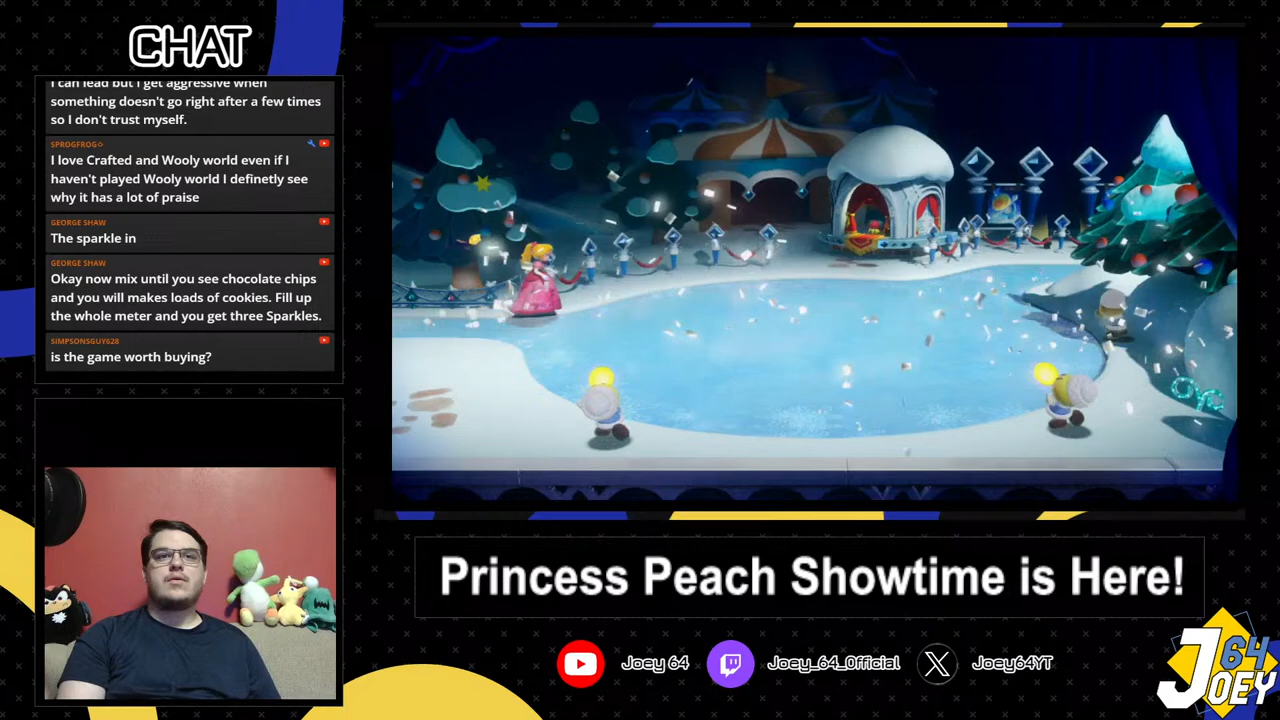 CHAT
I can lead but I get aggressive when
something doesn't go right after a few times
so I don't trust myself.
SPROGFROG
I love Crafted and Wooly world even if I
haven't played Wooly world I definetly see
why it has a lot of praise
GEORGE SHAW
The sparkle in
GEORGE SHAW
Okay now mix until you see chocolate chips
and you will makes loads of cookies. Fill up
the whole meter and you get three Sparkles.
SIMPSONSGUY628
is the game worth buying?
Princess Peach Showtime is Here!
Joey 64
Joey_64_Official
Joey64YT
JOEY
64